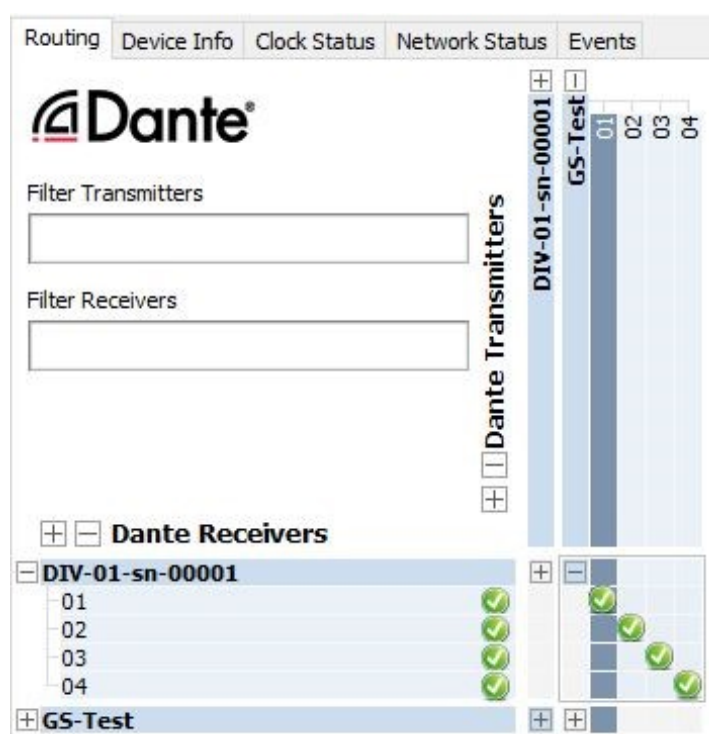 Routing Device Info Clock Status Network Status Events
Dante®
Filter Transmitters
Filter Receivers
Dante Transmitters
DIV-01-sn-00001
GS-Test
01 02 03 04
Dante Receivers
DIV-01-sn-00001
01
02
03
04
GS-Test